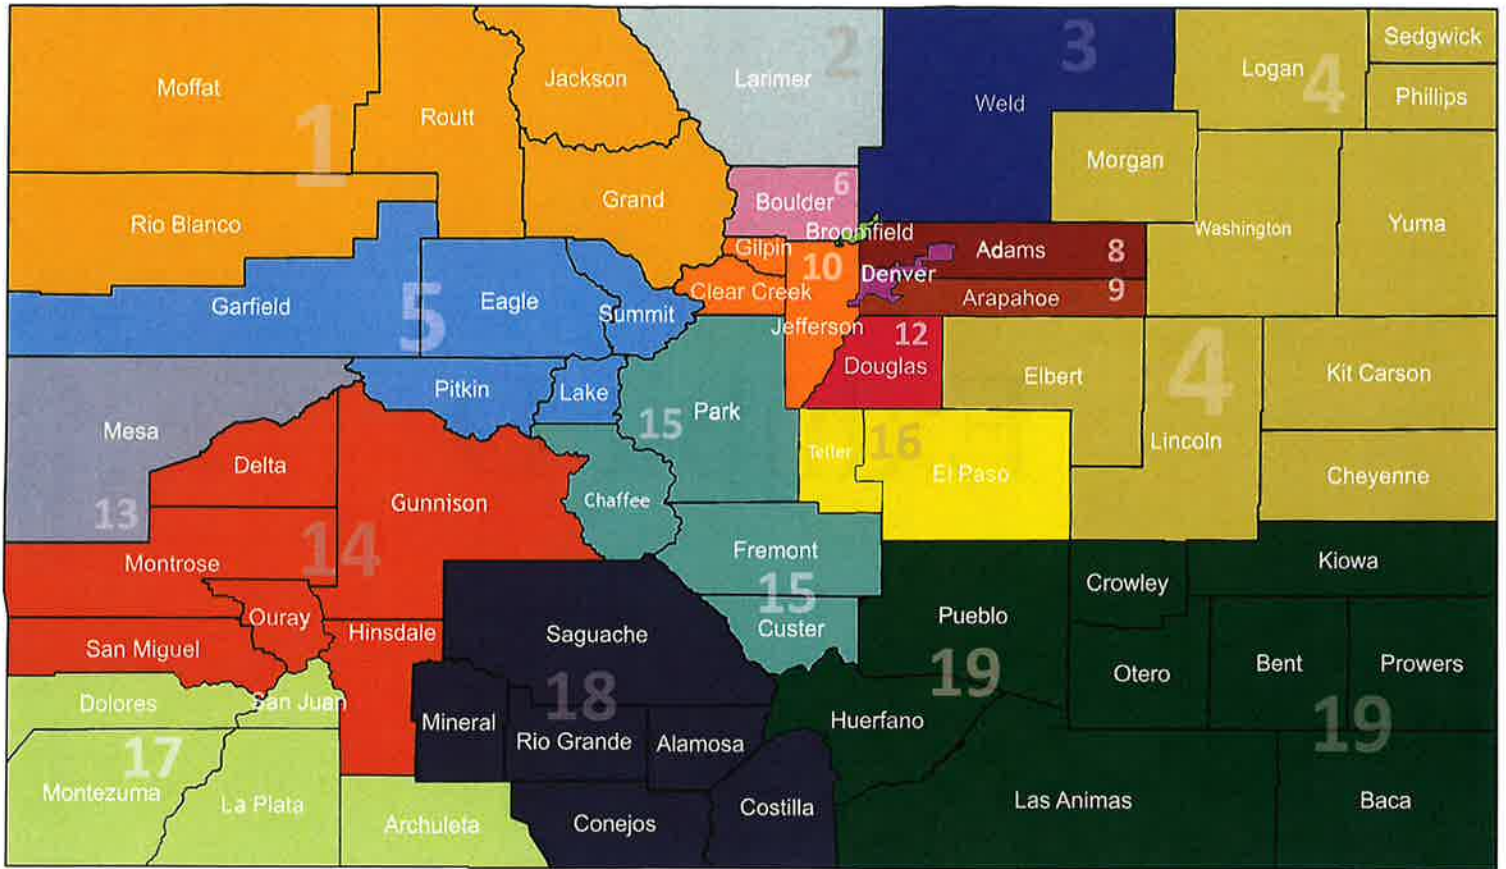 Moffat
Routt
Jackson
Larimer
2
Weld
3
Logan
4
Sedgwick
Phillips
1
Rio Blanco
Grand
Boulder
6
Morgan
Washington
Yuma
Broomfield
Gilpin
10
Denver
Adams
8
Garfield
5
Eagle
Summit
Clear Creek
Arapahoe
9
Jefferson
12
Douglas
Elbert
4
Lincoln
Kit Carson
Mesa
Pitkin
Lake
15
Park
Teller
16
El Paso
Cheyenne
Delta
13
Gunnison
Chaffee
Montrose
14
Fremont
15
Custer
Crowley
Kiowa
Ouray
Hinsdale
Saguache
Pueblo
19
San Miguel
Otero
Bent
Prowers
Dolores
San Juan
18
Mineral
Rio Grande
Alamosa
Huerfano
19
17
Montezuma
La Plata
Archuleta
Conejos
Costilla
Las Animas
Baca